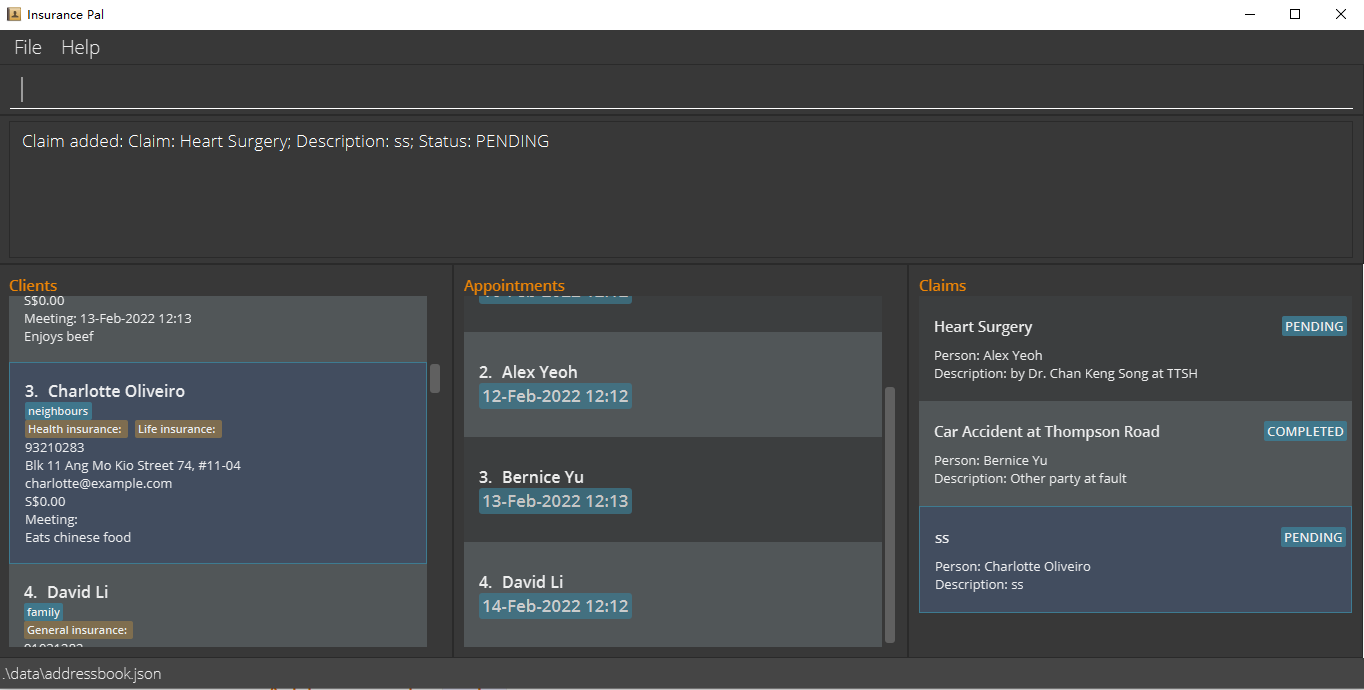 Insurance Pal
File Help
Claim added: Claim: Heart Surgery; Description: ss; Status: PENDING
Clients
S$0.00
Meeting: 13-Feb-2022 12:13
Enjoys beef
3. Charlotte Oliveiro
neighbours
Health insurance: Life insurance:
93210283
Blk 11 Ang Mo Kio Street 74, #11-04
charlotte@example.com
S$0.00
Meeting:
Eats chinese food
4. David Li
family
General insurance:
Appointments
2. Alex Yeoh
12-Feb-2022 12:12
3. Bernice Yu
13-Feb-2022 12:13
4. David Li
14-Feb-2022 12:12
Claims
Heart Surgery PENDING
Person: Alex Yeoh
Description: by Dr. Chan Keng Song at TTSH
Car Accident at Thompson Road COMPLETED
Person: Bernice Yu
Description: Other party at fault
ss PENDING
Person: Charlotte Oliveiro
Description: ss
.\data\addressbook.json